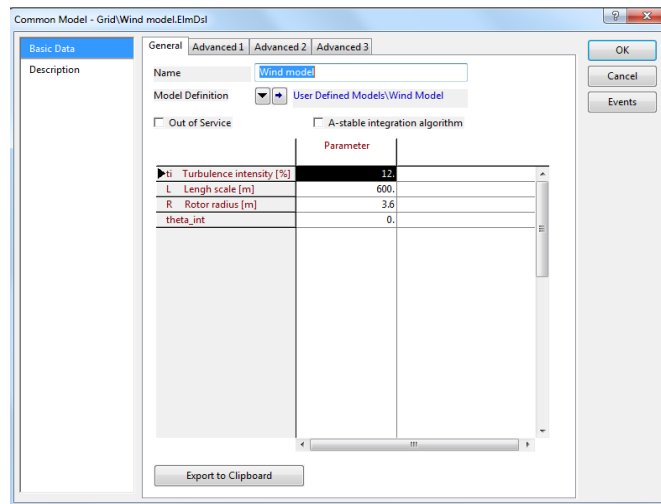 Common Model - Grid\Wind model.ElmDsl
Basic Data
Description
General Advanced 1 Advanced 2 Advanced 3
Name Wind model
Model Definition User Defined Models\Wind Model
Out of Service A-stable integration algorithm
Parameter
ti Turbulence intensity [%] 12.
L Lengh scale [m] 600.
R Rotor radius [m] 3.6
theta_int 0.
Export to Clipboard
OK
Cancel
Events